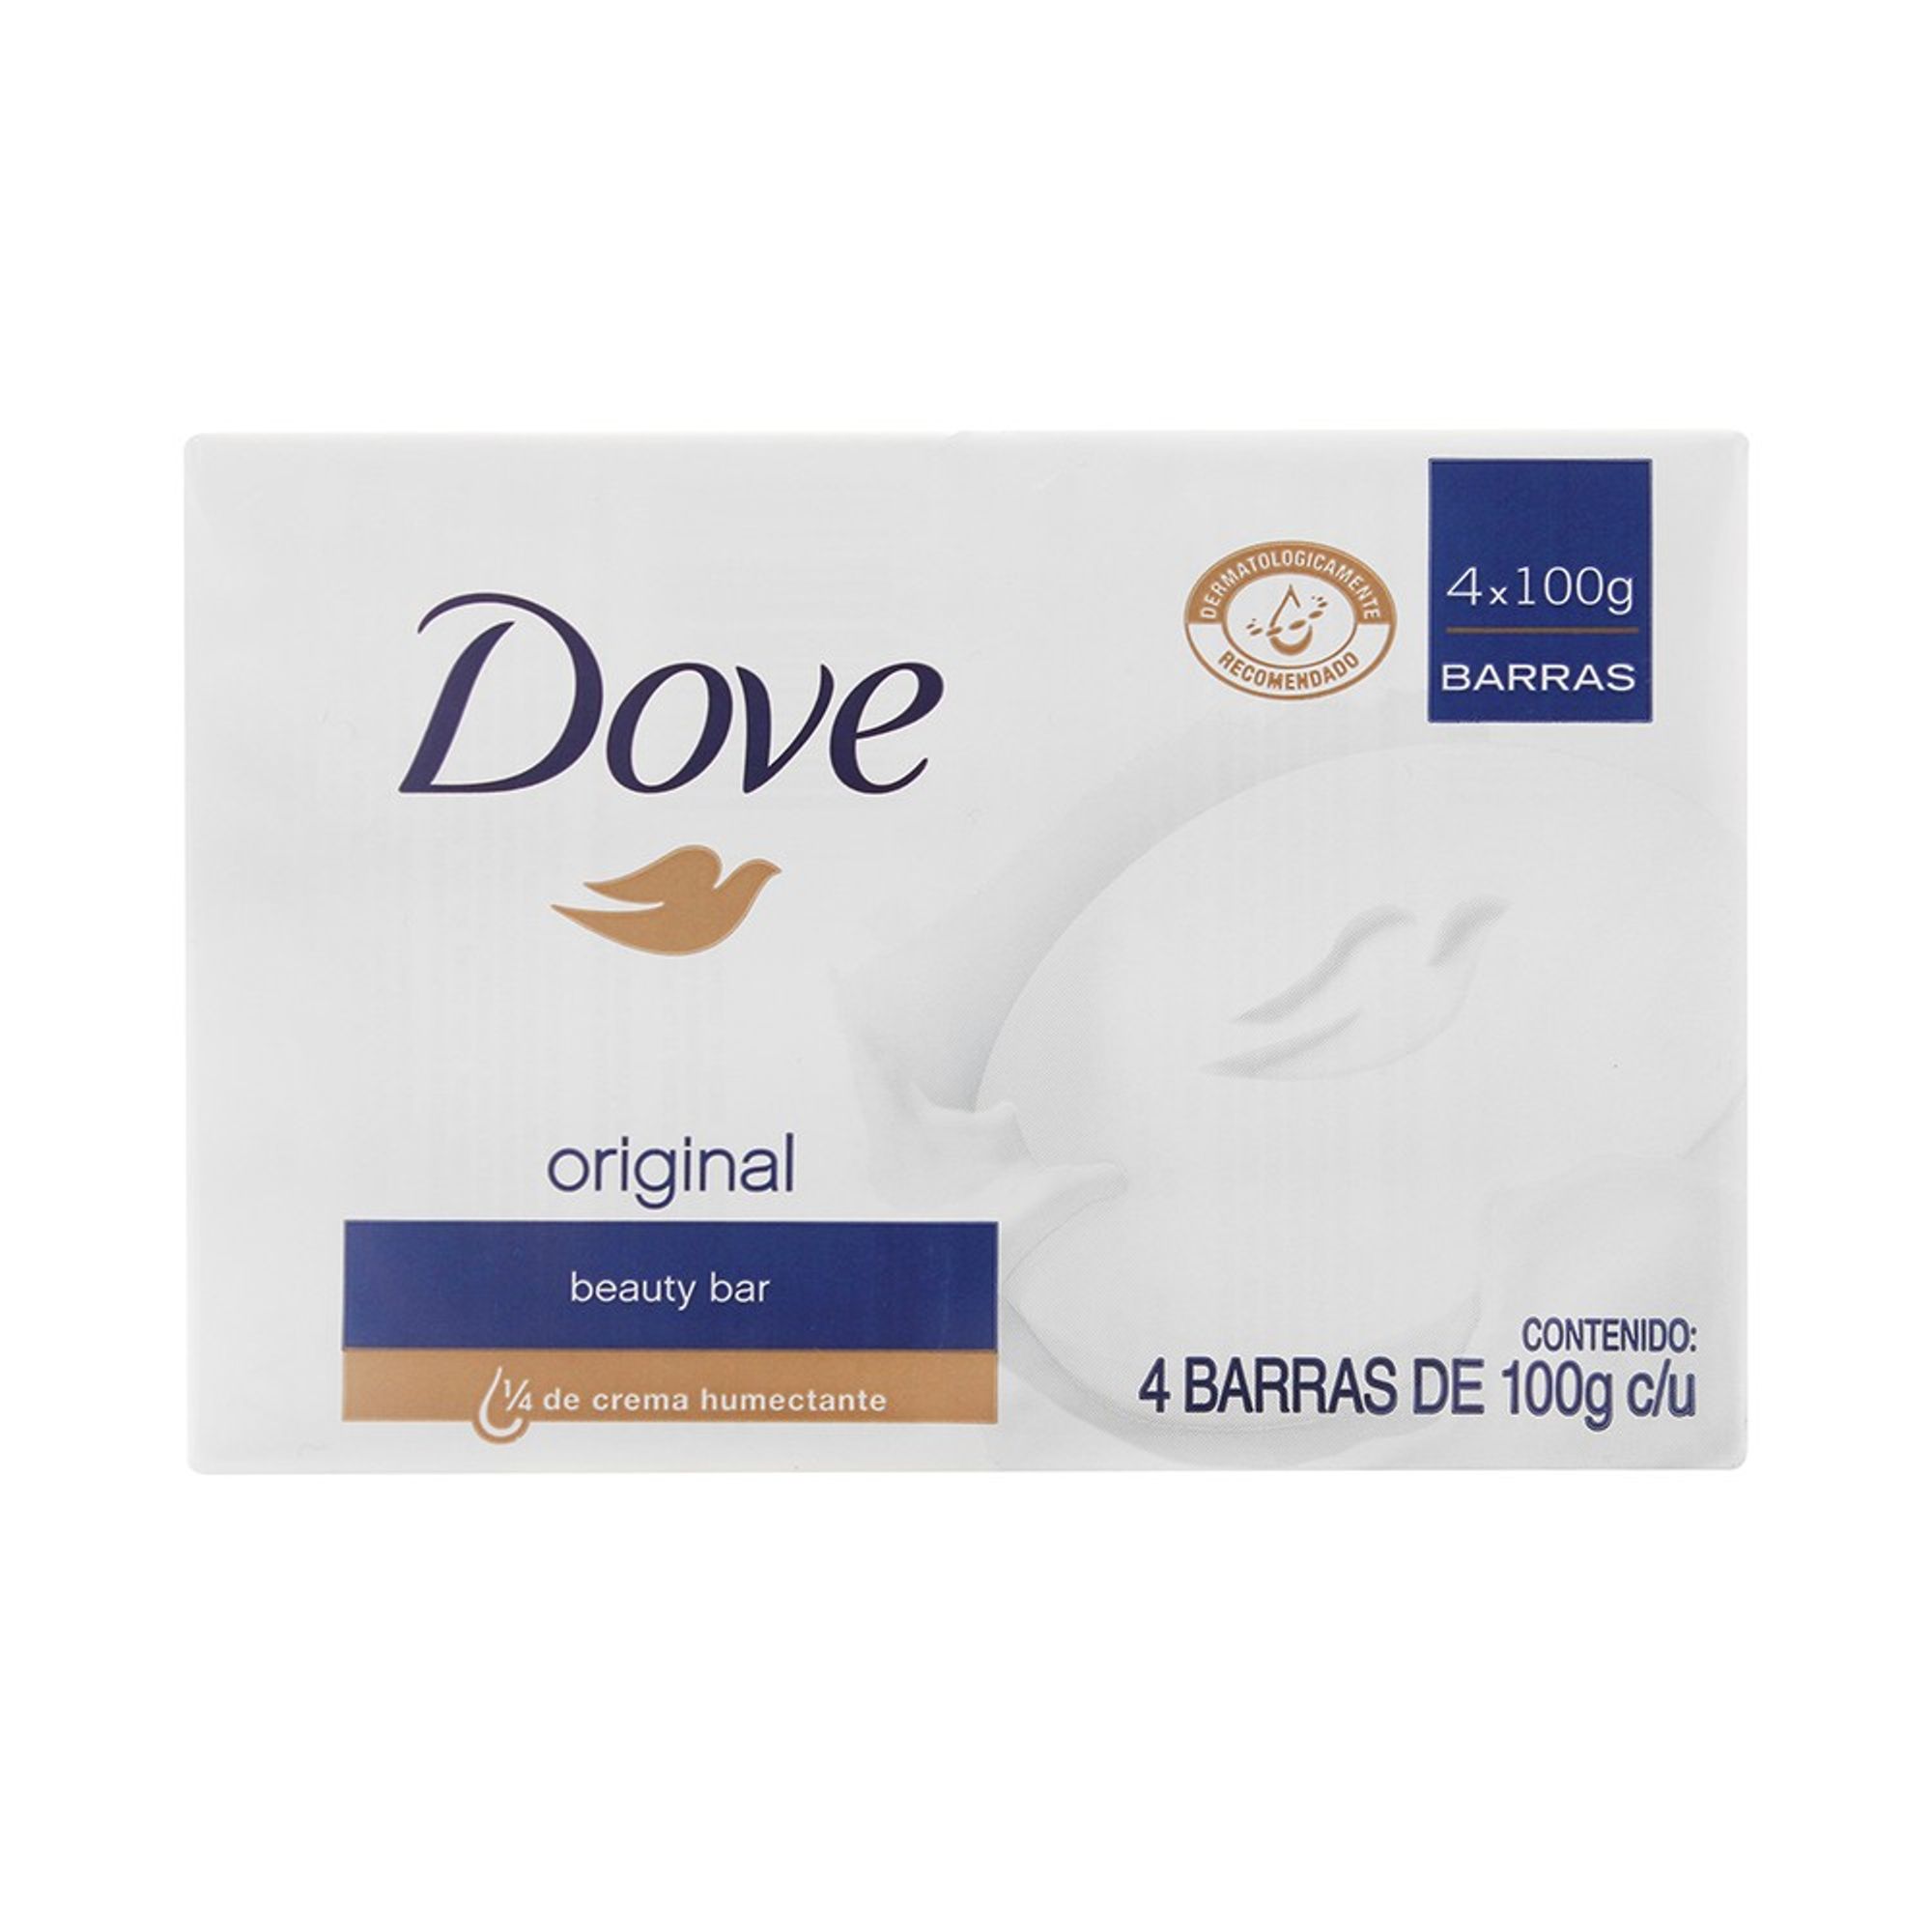 Dove
original
beauty bar
1/4 de crema humectante
DERMATOLOGICAMENTE
RECOMENDADO
4x100g
BARRAS
CONTENIDO:
4 BARRAS DE 100g c/u